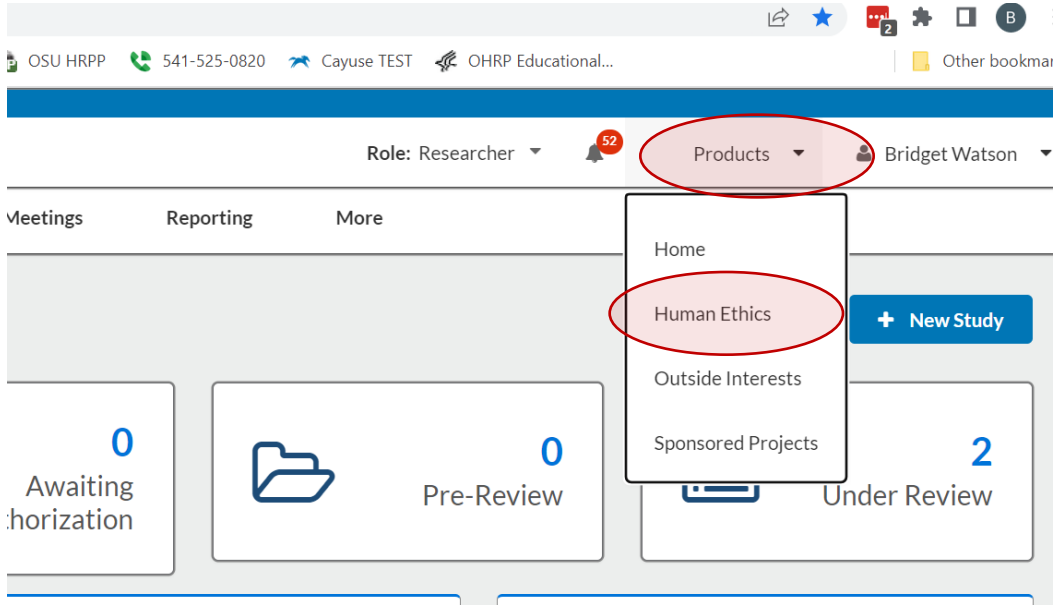 2 B
OSU HRPP 541-525-0820 Cayuse TEST OHRP Educational... Other bookmar
Role: Researcher 52 Products Bridget Watson
Meetings Reporting More
Home
Human Ethics
+ New Study
Outside Interests
Sponsored Projects
0
Awaiting
thorization
0
Pre-Review
2
Under Review